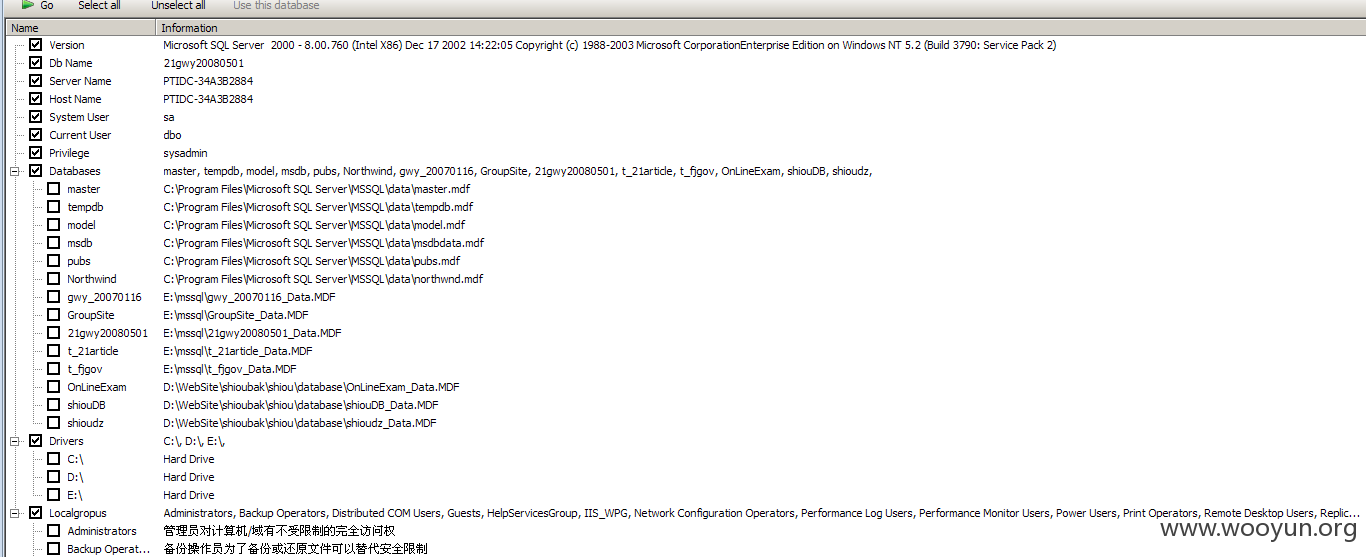 Go Select all Unselect all Use this database
Name Information
Version Microsoft SQL Server 2000 - 8.00.760 (Intel X86) Dec 17 2002 14:22:05 Copyright (c) 1988-2003 Microsoft CorporationEnterprise Edition on Windows NT 5.2 (Build 3790: Service Pack 2)
Db Name 21gwy20080501
Server Name PTIDC-34A3B2884
Host Name PTIDC-34A3B2884
System User sa
Current User dbo
Privilege sysadmin
Databases master, tempdb, model, msdb, pubs, Northwind, gwy_20070116, GroupSite, 21gwy20080501, t_21article, t_fjgov, OnLineExam, shiouDB, shioudz,
master C:\Program Files\Microsoft SQL Server\MSSQL\data\master.mdf
tempdb C:\Program Files\Microsoft SQL Server\MSSQL\data\tempdb.mdf
model C:\Program Files\Microsoft SQL Server\MSSQL\data\model.mdf
msdb C:\Program Files\Microsoft SQL Server\MSSQL\data\msdbdata.mdf
pubs C:\Program Files\Microsoft SQL Server\MSSQL\data\pubs.mdf
Northwind C:\Program Files\Microsoft SQL Server\MSSQL\data\northwnd.mdf
gwy_20070116 E:\mssql\gwy_20070116_Data.MDF
GroupSite E:\mssql\GroupSite_Data.MDF
21gwy20080501 E:\mssql\21gwy20080501_Data.MDF
t_21article E:\mssql\t_21article_Data.MDF
t_fjgov E:\mssql\t_fjgov_Data.MDF
OnLineExam D:\WebSite\shioubak\shiou\database\OnLineExam_Data.MDF
shiouDB D:\WebSite\shioubak\shiou\database\shiouDB_Data.MDF
shioudz D:\WebSite\shioubak\shiou\database\shioudz_Data.MDF
Drivers C:\, D:\, E:\,
C:\ Hard Drive
D:\ Hard Drive
E:\ Hard Drive
Localgropus Administrators, Backup Operators, Distributed COM Users, Guests, HelpServicesGroup, IIS_WPG, Network Configuration Operators, Performance Log Users, Performance Monitor Users, Power Users, Print Operators, Remote Desktop Users, Replic...
Administrators 管理员对计算机/域有不受限制的完全访问权
Backup Operat... 备份操作员为了备份或还原文件可以替代安全限制
www.wooyun.org